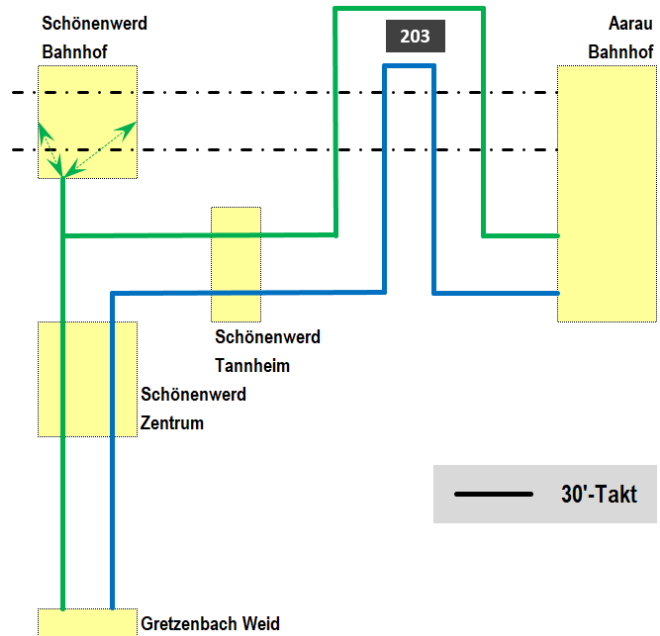 Schönenwerd
Bahnhof
203
Aarau
Bahnhof
Schönenwerd
Tannheim
Schönenwerd
Zentrum
30'-Takt
Gretzenbach Weid